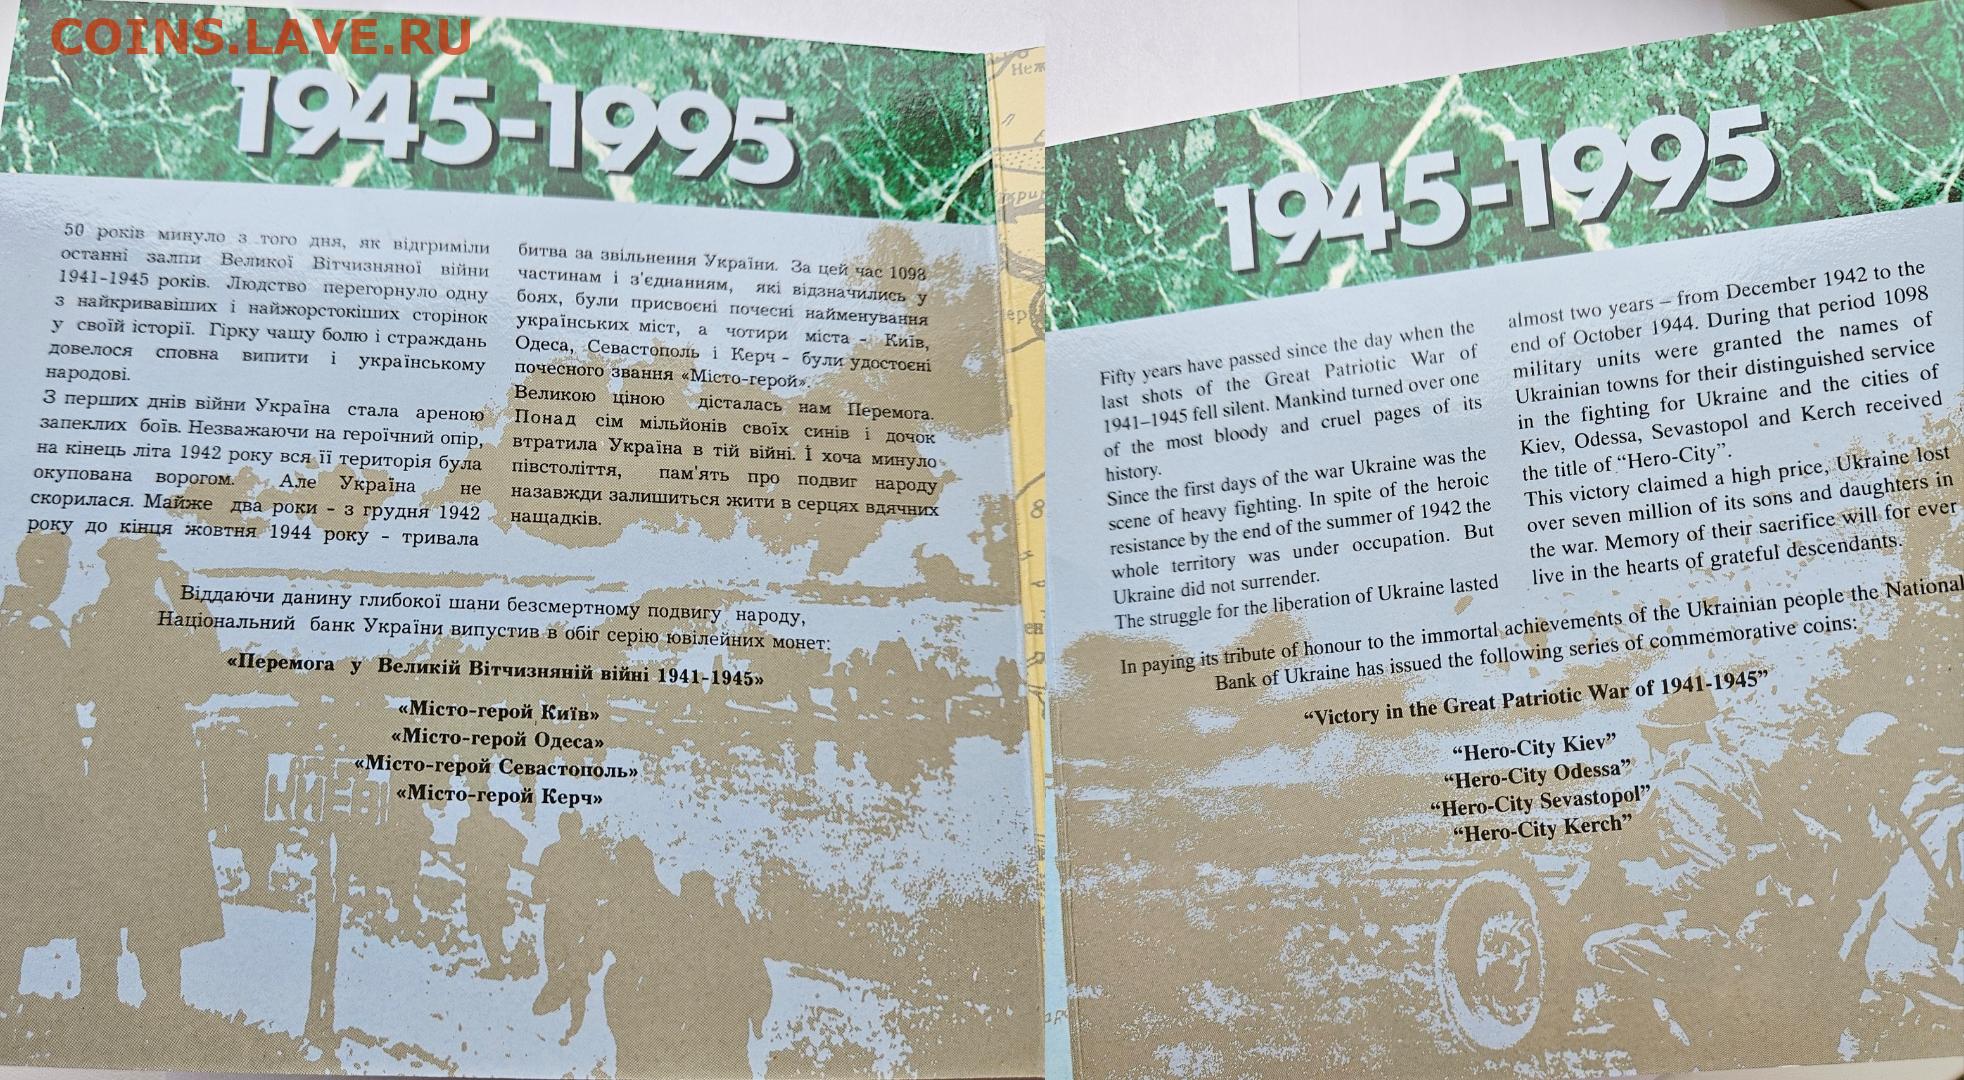 COINS.LAVE.RU
1945-1995
50 років минуло з того дня, як відгриміли
останні залпи Великої Вітчизняної війни
1941-1945 років. Людство перегорнуло одну
з найкривавіших і найжорстокіших сторінок
у своїй історії. Гірку чашу болю і страждань
довелося сповна випити і українському
народові.
З перших днів війни Україна стала ареною
запеклих боїв. Незважаючи на героїчний опір,
на кінець літа 1942 року вся її територія була
окупована ворогом. Але Україна не
скорилася. Майже два роки - з грудня 1942
року до кінця жовтня 1944 року - тривала
битва за звільнення України. За цей час 1098
частинам і з'єднанням, які відзначились у
боях, були присвоєні почесні найменування
українських міст, а чотири міста - Київ,
Одеса, Севастополь і Керч - були удостоєні
почесного звання «Місто-герой».
Великою ціною дісталась нам Перемога.
Понад сім мільйонів своїх синів і дочок
втратила Україна в тій війні. І хоча минуло
півстоліття, пам'ять про подвиг народу
назавжди залишиться жити в серцях вдячних
нащадків.
Віддаючи данину глибокої шани безсмертному подвигу народу,
Національний банк України випустив в обіг серію ювілейних монет:
«Перемога у Великій Вітчизняній війні 1941-1945»
«Місто-герой Київ»
«Місто-герой Одеса»
«Місто-герой Севастополь»
«Місто-герой Керч»
КИЕВ
1945-1995
Fifty years have passed since the day when the
last shots of the Great Patriotic War of
1941–1945 fell silent. Mankind turned over one
of the most bloody and cruel pages of its
history.
Since the first days of the war Ukraine was the
scene of heavy fighting. In spite of the heroic
resistance by the end of the summer of 1942 the
whole territory was under occupation. But
Ukraine did not surrender.
The struggle for the liberation of Ukraine lasted
almost two years – from December 1942 to the
end of October 1944. During that period 1098
military units were granted the names of
Ukrainian towns for their distinguished service
in the fighting for Ukraine and the cities of
Kiev, Odessa, Sevastopol and Kerch received
the title of “Hero-City”.
This victory claimed a high price, Ukraine lost
over seven million of its sons and daughters in
the war. Memory of their sacrifice will for ever
live in the hearts of grateful descendants.
In paying its tribute of honour to the immortal achievements of the Ukrainian people the National
Bank of Ukraine has issued the following series of commemorative coins:
“Victory in the Great Patriotic War of 1941-1945”
“Hero-City Kiev”
“Hero-City Odessa”
“Hero-City Sevastopol”
“Hero-City Kerch”